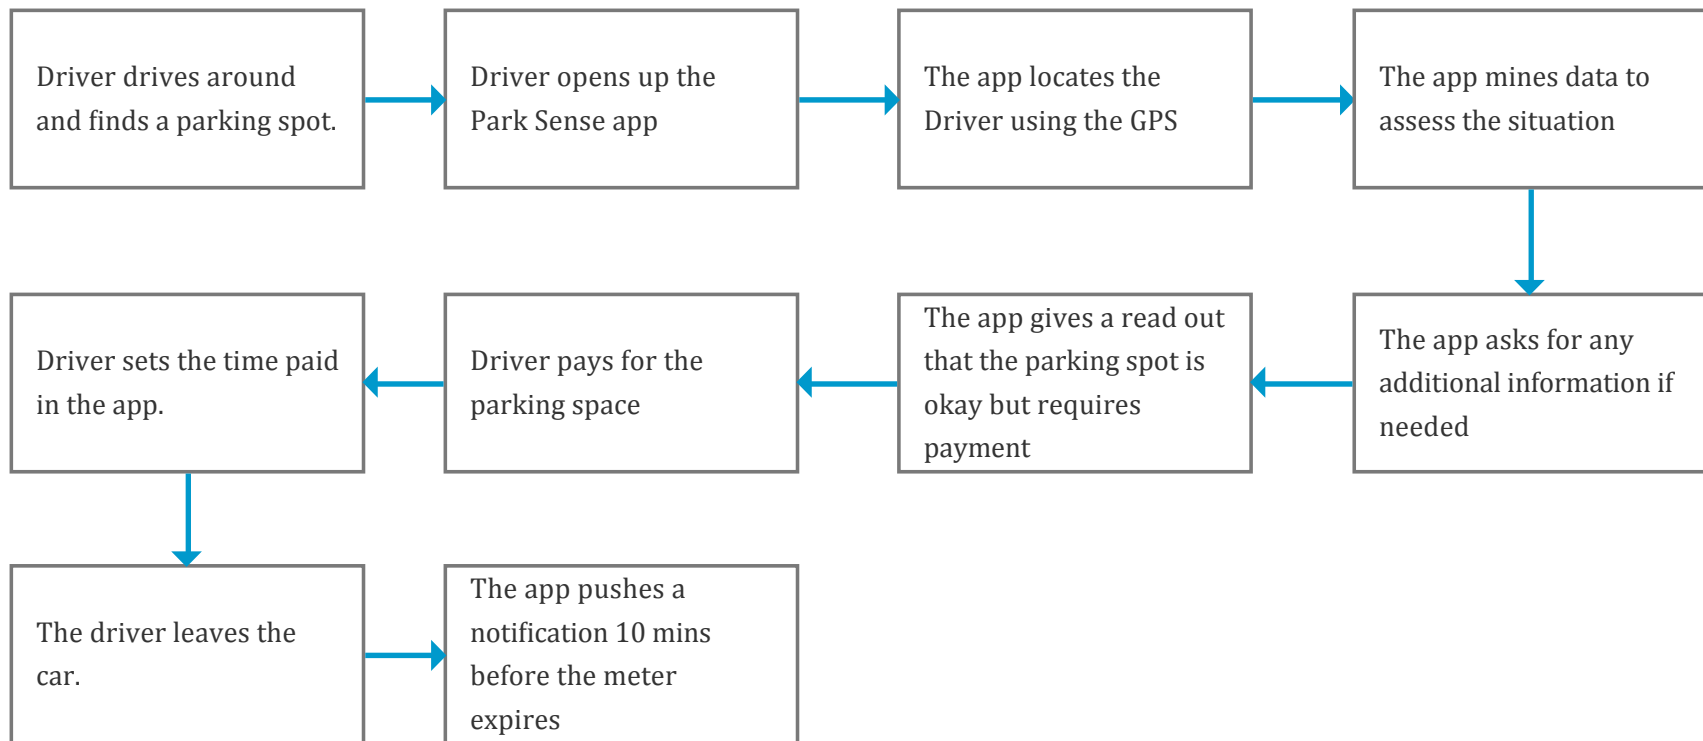 Driver drives around
and finds a parking spot.
Driver opens up the
Park Sense app
The app locates the
Driver using the GPS
The app mines data to
assess the situation
The app asks for any
additional information if
needed
The app gives a read out
that the parking spot is
okay but requires
payment
Driver pays for the
parking space
Driver sets the time paid
in the app.
The driver leaves the
car.
The app pushes a
notification 10 mins
before the meter
expires